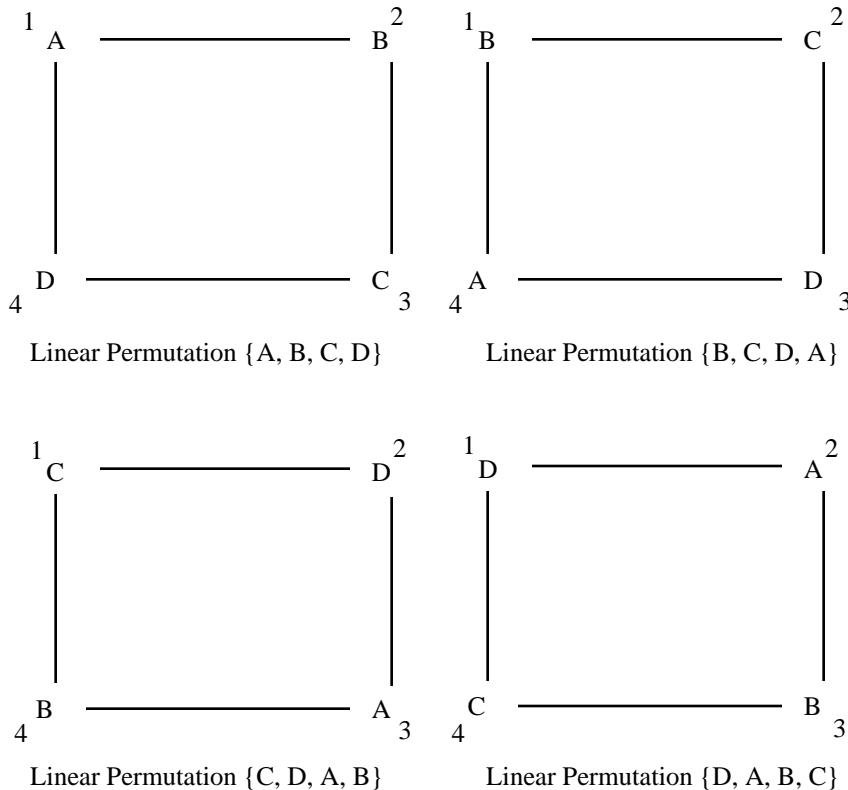 1 A B 2
D C
4 3
Linear Permutation {A, B, C, D}
1 B C 2
A D
4 3
Linear Permutation {B, C, D, A}
1 C D 2
B A
4 3
Linear Permutation {C, D, A, B}
1 D A 2
C B
4 3
Linear Permutation {D, A, B, C}